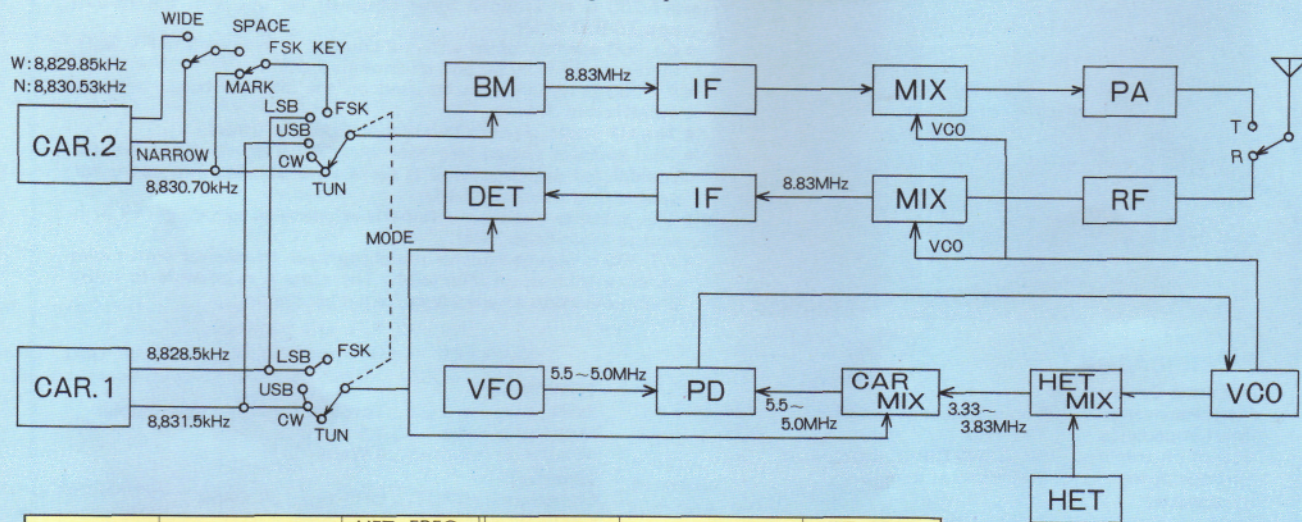 WIDE
SPACE
FSK KEY
W: 8,829.85kHz
N: 8,830.53kHz
MARK
CAR.2
NARROW
8,830.70kHz
LSB
FSK
USB
CW
TUN
BM
8.83MHz
IF
MIX
PA
VCO
T
R
DET
IF
8.83MHz
MIX
RF
MODE
VCO
CAR.1
8,828.5kHz
LSB
FSK
USB
8,831.5kHz
CW
TUN
VFO
5.5~5.0MHz
PD
5.5~
5.0MHz
CAR
MIX
3.33~
3.83MHz
HET
MIX
VCO
HET